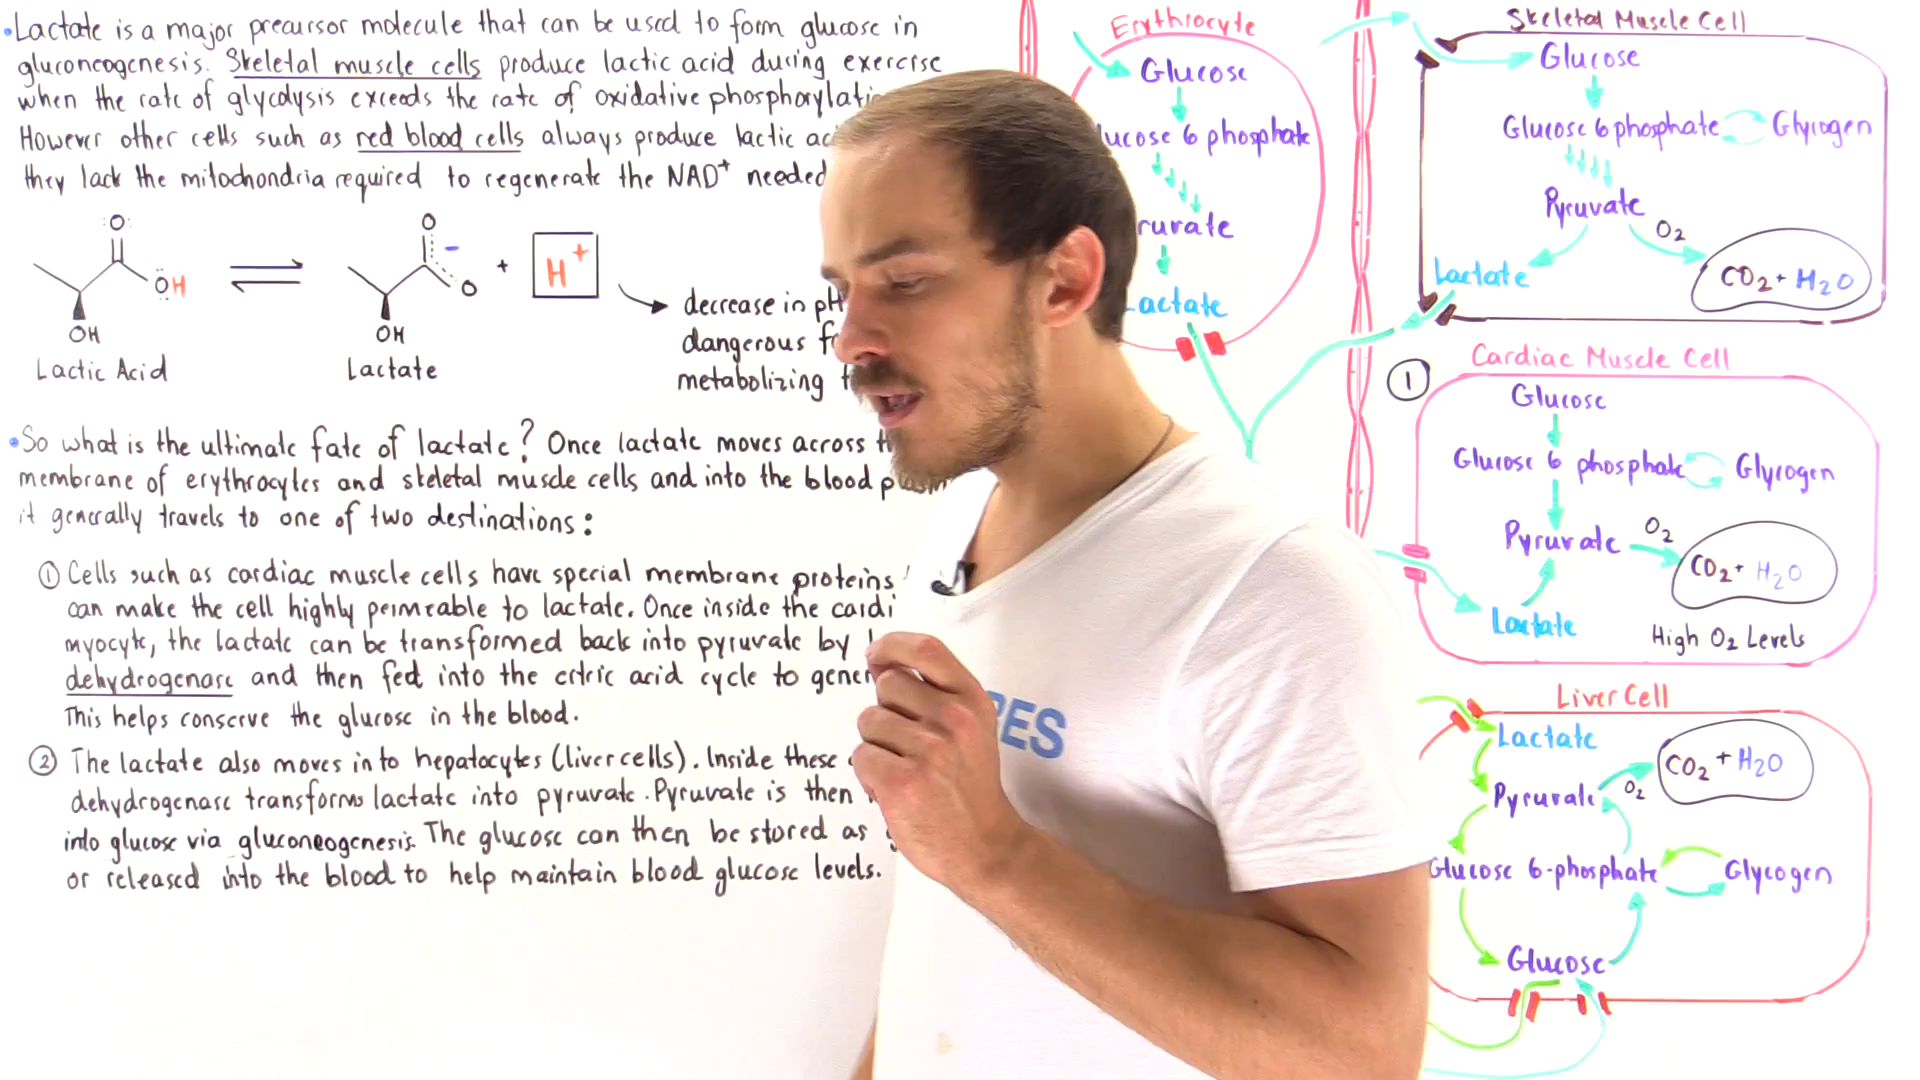 •Lactate is a major precursor molecule that can be used to form glucose in
gluconeogenesis. Skeletal muscle cells produce lactic acid during exercise
when the rate of glycolysis exceeds the rate of oxidative
However other cells such as red blood cells always produce lactic
they lack the mitochondria required to regenerate the NAD+ needed
O
OH
OH
Lactic Acid
O
−
O
OH
Lactate
+
H+
decrease in pH
dangerous
metabolizing
•So what is the ultimate fate of lactate? Once lactate moves across
membrane of erythrocytes and skeletal muscle cells and into the blood
it generally travels to one of two destinations:
① Cells such as cardiac muscle cells have special membrane proteins
can make the cell highly permeable to lactate. Once inside the
myocyte, the lactate can be transformed back into pyruvate by
dehydrogenase and then fed into the citric acid cycle to
This helps conserve the glucose in the blood.
② The lactate also moves into hepatocytes (liver cells). Inside these
dehydrogenase transforms lactate into pyruvate. Pyruvate is then
into glucose via gluconeogenesis. The glucose can then be stored as
or released into the blood to help maintain blood glucose levels.
Erythrocyte
Glucose
6 phosphate
Lactate
Skeletal Muscle Cell
Glucose
Glucose 6 phosphate
Glycogen
Pyruvate
O2
Lactate
CO2 + H2O
①
Cardiac Muscle Cell
Glucose
Glucose 6 phosphate
Glycogen
Pyruvate
O2
CO2 + H2O
Lactate
High O2 Levels
Liver Cell
Lactate
Pyruvate
O2
CO2 + H2O
Glucose 6-phosphate
Glycogen
Glucose